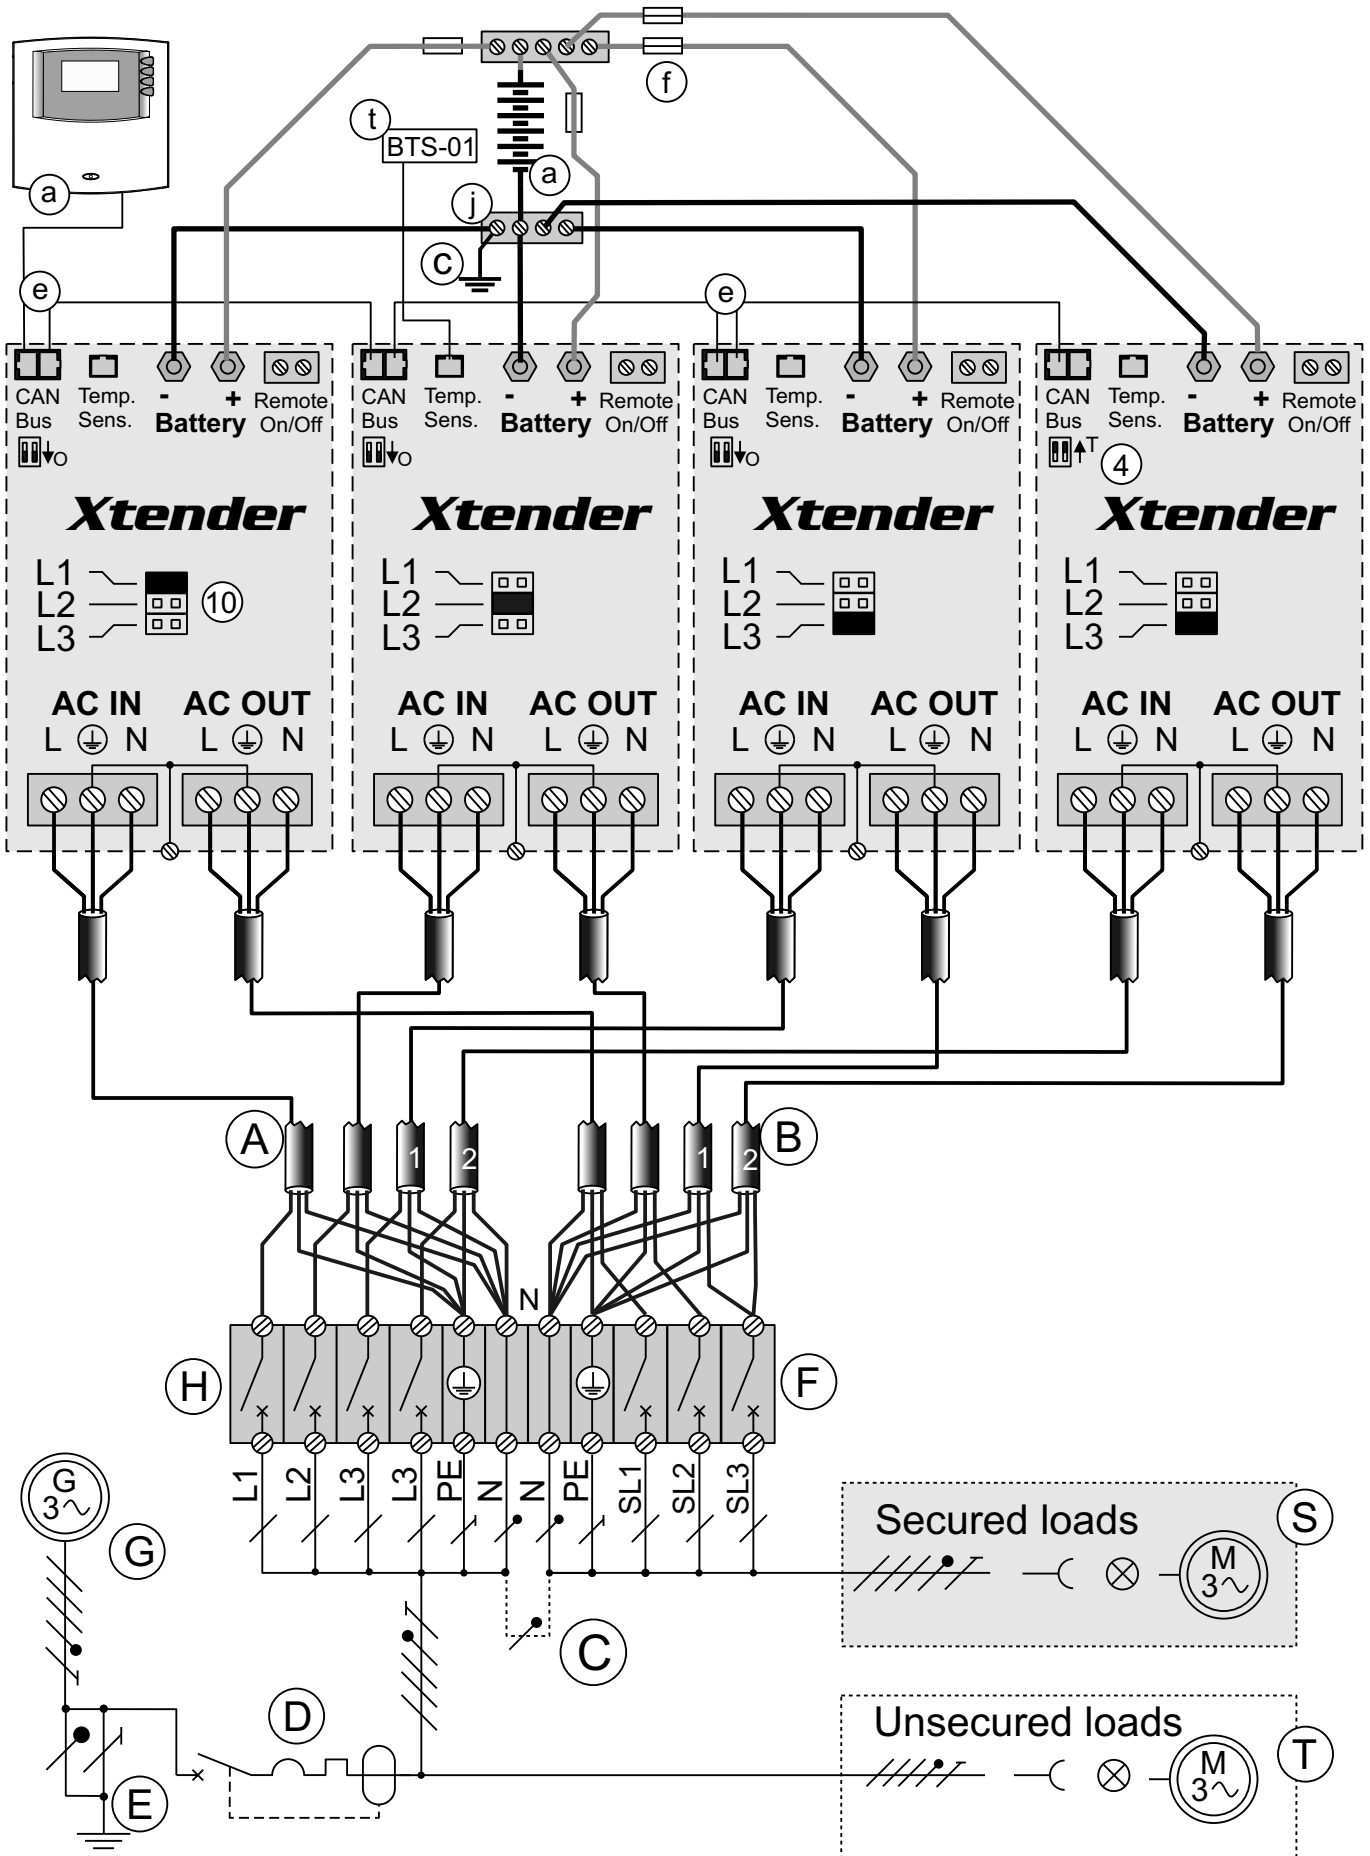 f
t
BTS-01
a
a
j
c
e
e
CAN Bus
Temp. Sens.
- +
Battery
Remote On/Off
O
CAN Bus
Temp. Sens.
- +
Battery
Remote On/Off
O
CAN Bus
Temp. Sens.
- +
Battery
Remote On/Off
O
CAN Bus
Temp. Sens.
- +
Battery
Remote On/Off
T
4
Xtender
Xtender
Xtender
Xtender
L1
L2
L3
10
L1
L2
L3
L1
L2
L3
L1
L2
L3
AC IN AC OUT
L N L N
AC IN AC OUT
L N L N
AC IN AC OUT
L N L N
AC IN AC OUT
L N L N
A
1
2
1
2
B
N
H
F
L1
L2
L3
L3
PE
N
N
PE
SL1
SL2
SL3
G
3~
G
Secured loads
S
M
3~
C
D
E
Unsecured loads
T
M
3~